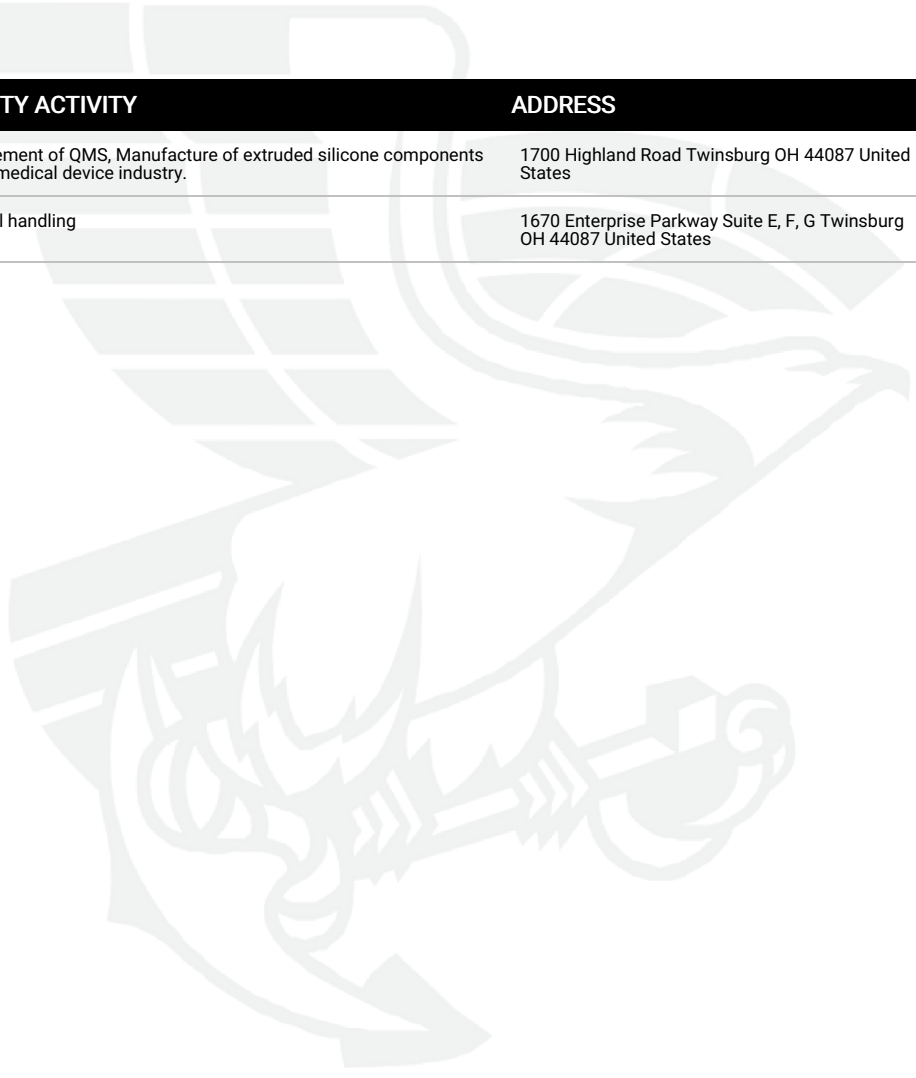 TY ACTIVITY ADDRESS
ement of QMS, Manufacture of extruded silicone components
medical device industry.
1700 Highland Road Twinsburg OH 44087 United
States
l handling
1670 Enterprise Parkway Suite E, F, G Twinsburg
OH 44087 United States